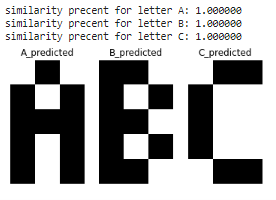 similarity precent for letter A: 1.000000
similarity precent for letter B: 1.000000
similarity precent for letter C: 1.000000
A_predicted B_predicted C_predicted
A B C